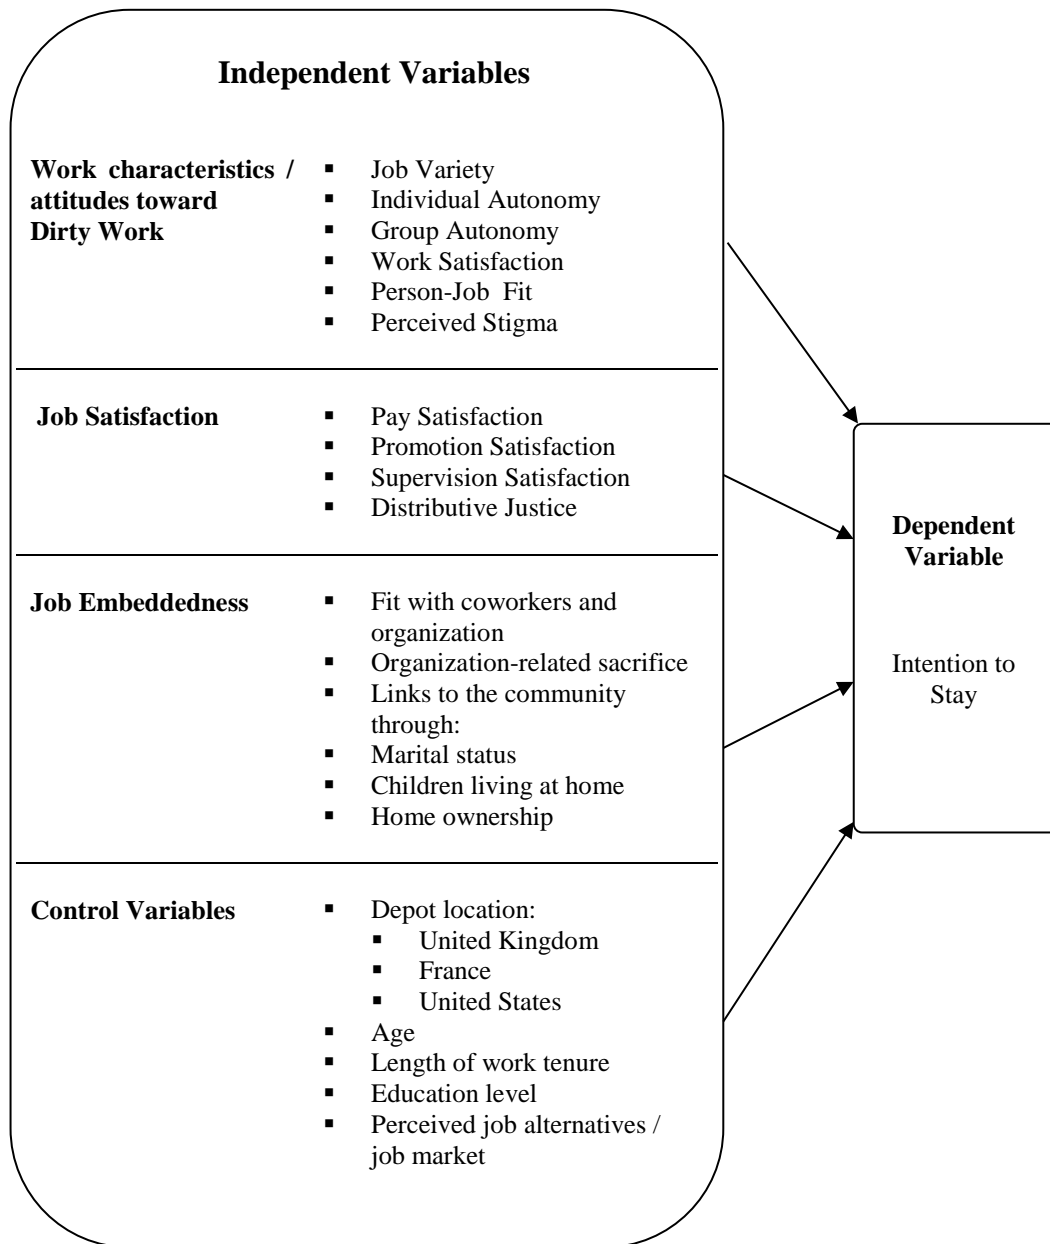 Independent Variables
Work characteristics /
attitudes toward
Dirty Work
▪ Job Variety
▪ Individual Autonomy
▪ Group Autonomy
▪ Work Satisfaction
▪ Person-Job Fit
▪ Perceived Stigma
Job Satisfaction
▪ Pay Satisfaction
▪ Promotion Satisfaction
▪ Supervision Satisfaction
▪ Distributive Justice
Job Embeddedness
▪ Fit with coworkers and
organization
▪ Organization-related sacrifice
▪ Links to the community
through:
▪ Marital status
▪ Children living at home
▪ Home ownership
Control Variables
▪ Depot location:
▪ United Kingdom
▪ France
▪ United States
▪ Age
▪ Length of work tenure
▪ Education level
▪ Perceived job alternatives /
job market
Dependent
Variable
Intention to
Stay